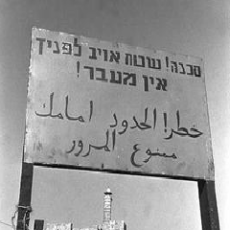 סכנה! שטח אויב לפניך
אין מעבר!
خطر! الحدود امامك
ممنوع المرور